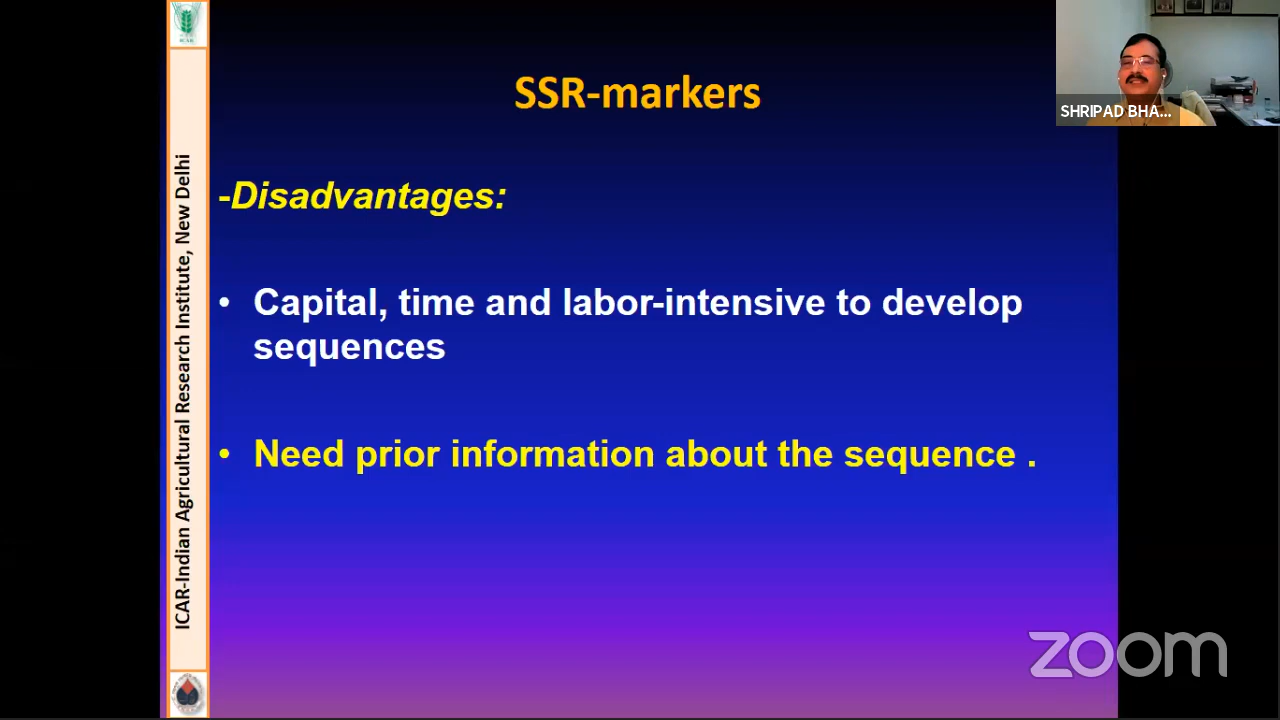 SSR-markers
SHRIPAD BHA...
-Disadvantages:
• Capital, time and labor-intensive to develop
sequences
• Need prior information about the sequence .
ICAR-Indian Agricultural Research Institute, New Delhi
ICAR
zoom